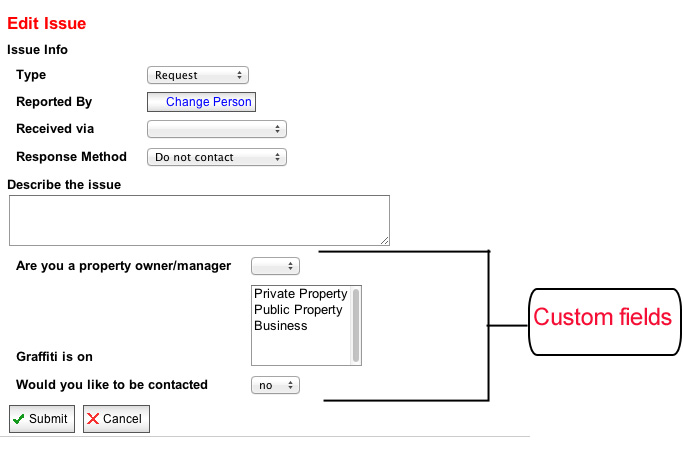 Edit Issue
Issue Info
Type Request
Reported By Change Person
Received via
Response Method Do not contact
Describe the issue
Are you a property owner/manager
Private Property
Public Property
Business
Graffiti is on
Would you like to be contacted no
Submit Cancel
Custom fields